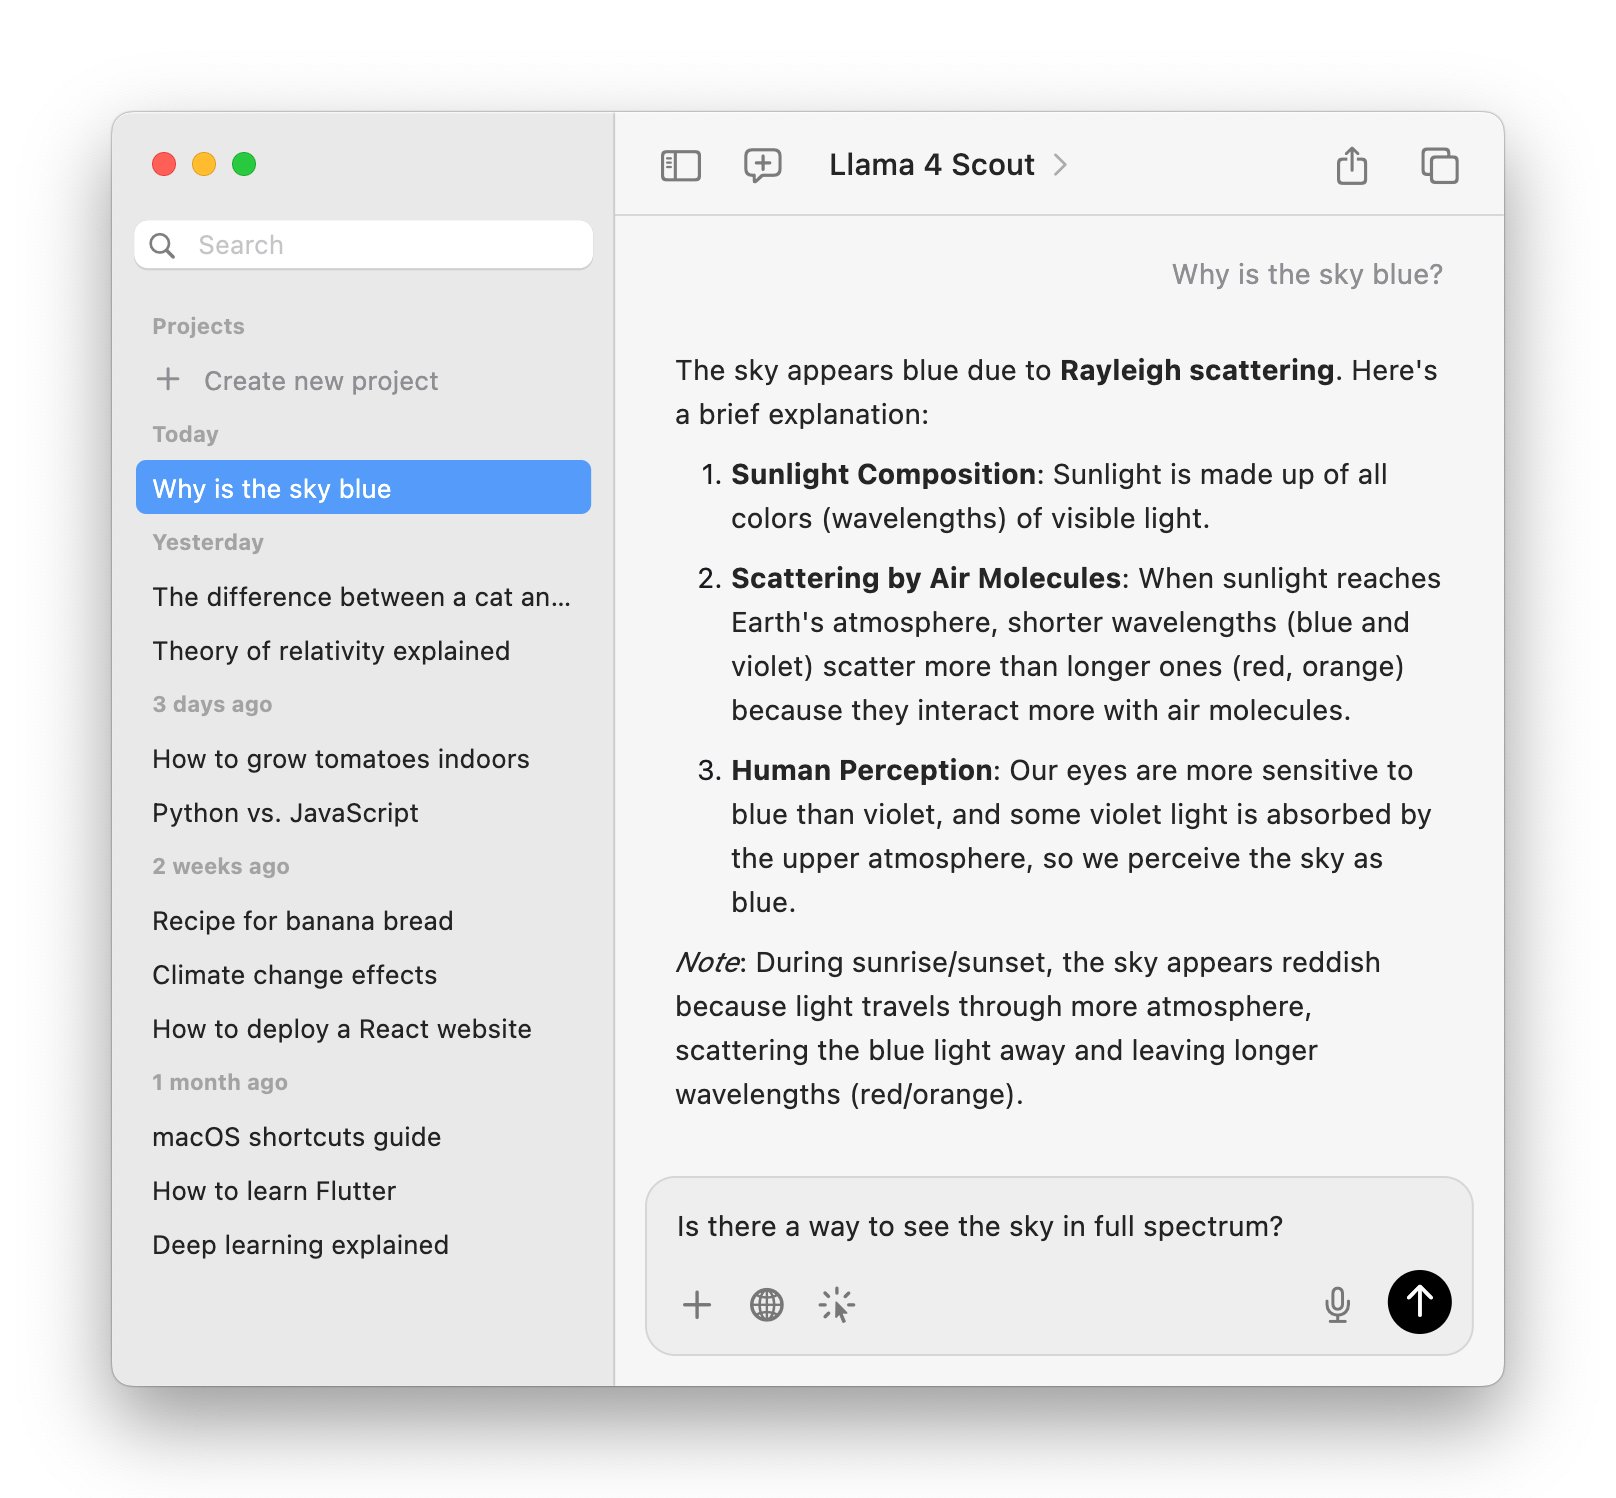 Search
Projects
Create new project
Today
Why is the sky blue
Yesterday
The difference between a cat an...
Theory of relativity explained
3 days ago
How to grow tomatoes indoors
Python vs. JavaScript
2 weeks ago
Recipe for banana bread
Climate change effects
How to deploy a React website
1 month ago
macOS shortcuts guide
How to learn Flutter
Deep learning explained
Llama 4 Scout
Why is the sky blue?
The sky appears blue due to Rayleigh scattering. Here's
a brief explanation:
1. Sunlight Composition: Sunlight is made up of all
colors (wavelengths) of visible light.
2. Scattering by Air Molecules: When sunlight reaches
Earth's atmosphere, shorter wavelengths (blue and
violet) scatter more than longer ones (red, orange)
because they interact more with air molecules.
3. Human Perception: Our eyes are more sensitive to
blue than violet, and some violet light is absorbed by
the upper atmosphere, so we perceive the sky as
blue.
Note: During sunrise/sunset, the sky appears reddish
because light travels through more atmosphere,
scattering the blue light away and leaving longer
wavelengths (red/orange).
Is there a way to see the sky in full spectrum?